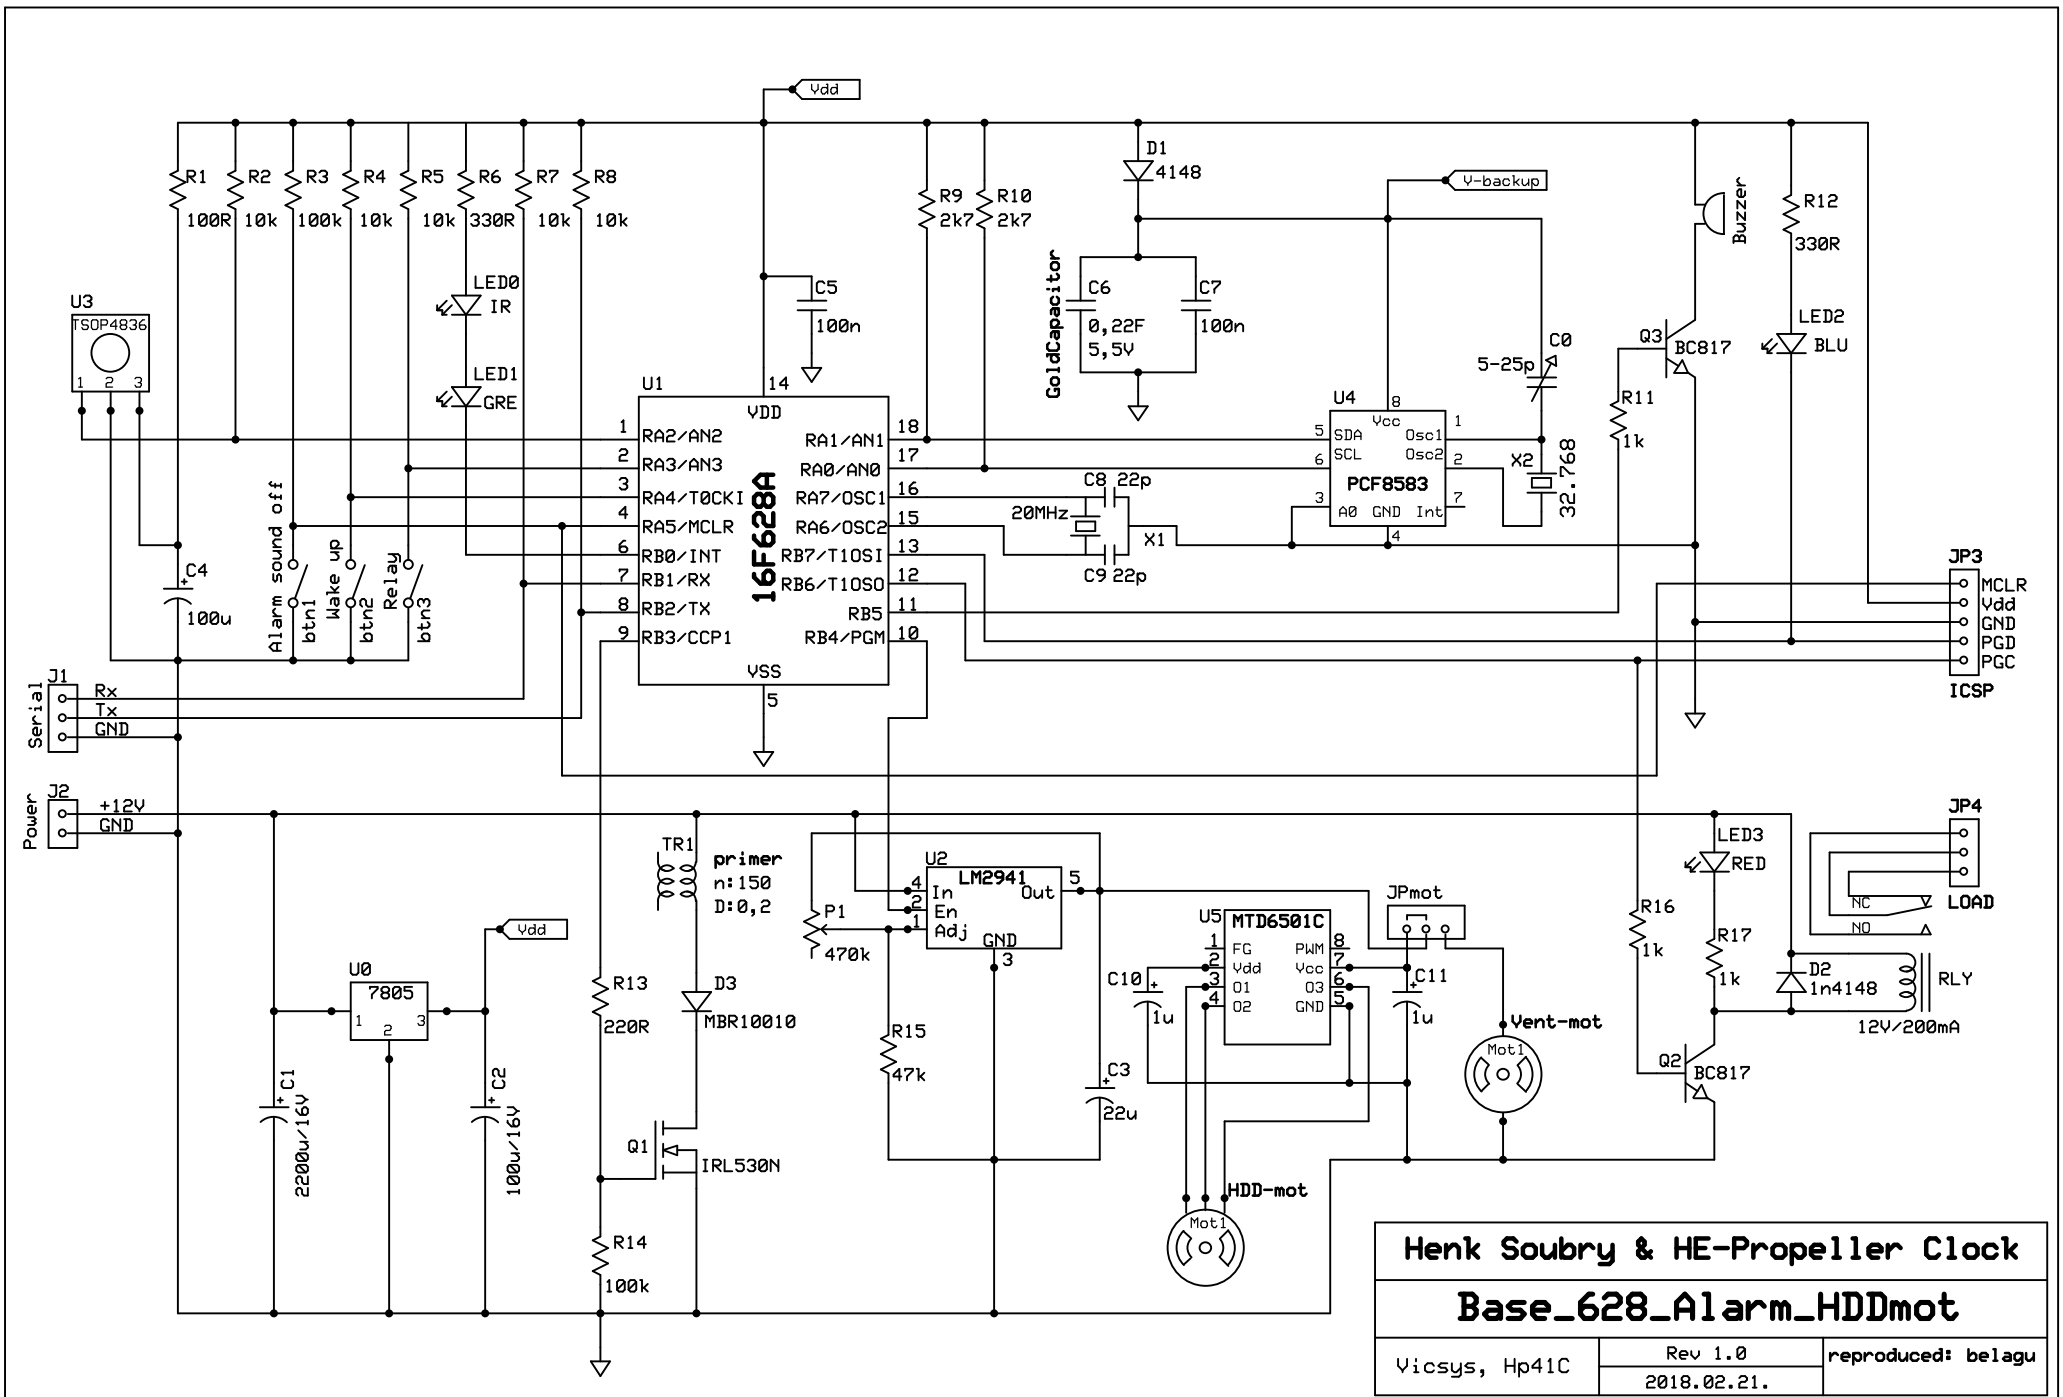 Vdd
R1
100R
R2
10k
R3
100k
R4
10k
R5
10k
R6
330R
R7
10k
R8
10k
R9
2k7
R10
2k7
D1
4148
V-backup
Buzzer
R12
330R
LED0
IR
LED1
GRE
C5
100n
GoldCapacitor
C6
0,22F
5,5V
C7
100n
C0
5-25p
Q3
BC817
LED2
BLU
R11
1k
U3
TSOP4836
1 2 3
U1
14
VDD
16F628A
1 RA2/AN2
2 RA3/AN3
3 RA4/T0CKI
4 RA5/MCLR
6 RB0/INT
7 RB1/RX
8 RB2/TX
9 RB3/CCP1
RA1/AN1 18
RA0/AN0 17
RA7/OSC1 16
RA6/OSC2 15
RB7/T1OSI 13
RB6/T1OSO 12
RB5 11
RB4/PGM 10
VSS
5
C8 22p
20MHz
X1
C9 22p
U4
8
Vcc
5 SDA
6 SCL
Osc1 1
Osc2 2
PCF8583
3 A0
GND
4
Int 7
X2
32.768
C4
100u
Alarm sound off
btn1
Wake up
btn2
Relay
btn3
J1
Serial
Rx
Tx
GND
JP3
MCLR
Vdd
GND
PGD
PGC
ICSP
J2
Power
+12V
GND
TR1
primer
n:150
D:0,2
U2
LM2941
4 In
2 En
1 Adj
Out 5
GND
3
P1
470k
JPmot
U5
MTD6501C
1 FG
2 Vdd
3 O1
4 O2
PWM 8
Vcc 7
O3 6
GND 5
C10
1u
C11
1u
Vent-mot
Mot1
LED3
RED
R16
1k
R17
1k
JP4
NC
NO
LOAD
D2
1n4148
RLY
12V/200mA
Q2
BC817
Vdd
U0
7805
1
2
3
C1
2200u/16V
C2
100u/16V
R13
220R
D3
MBR10010
Q1
IRL530N
R14
100k
R15
47k
C3
22u
HDD-mot
Mot1
Henk Soubry & HE-Propeller Clock
Base_628_Alarm_HDDmot
Vicsys, Hp41C
Rev 1.0
2018.02.21.
reproduced: belagu